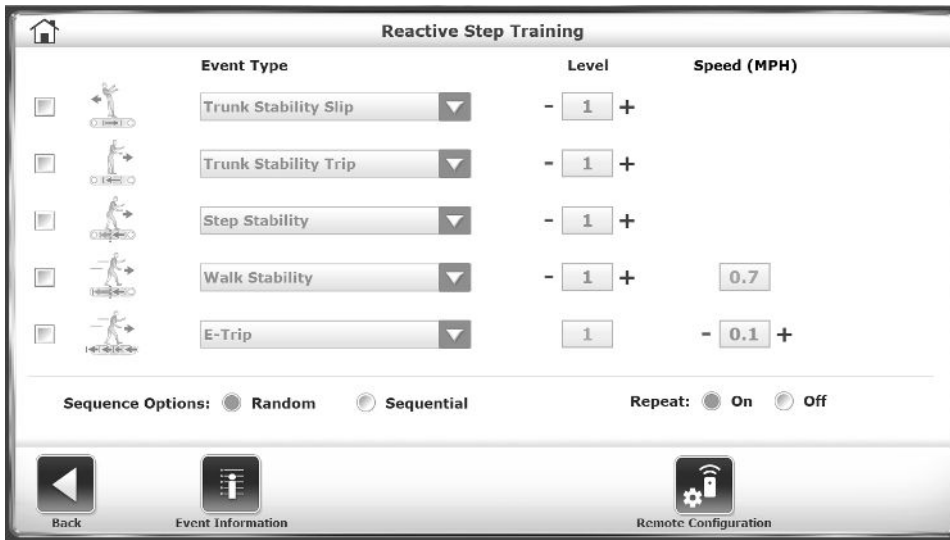 Reactive Step Training
Event Type Level Speed (MPH)
Trunk Stability Slip - 1 +
Trunk Stability Trip - 1 +
Step Stability - 1 +
Walk Stability - 1 + 0.7
E-Trip 1 - 0.1 +
Sequence Options: Random Sequential Repeat: On Off
Back Event Information Remote Configuration